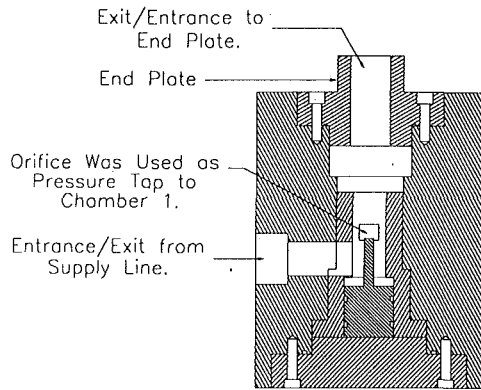 Exit/Entrance to
End Plate.
End Plate
Orifice Was Used as
Pressure Tap to
Chamber 1.
Entrance/Exit from
Supply Line.